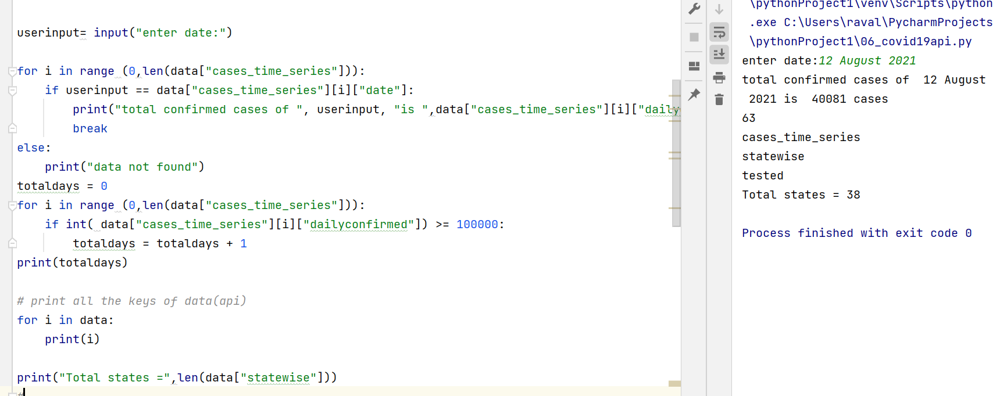 userinput= input("enter date:")
for i in range (0,len(data["cases_time_series"])):
if userinput == data["cases_time_series"][i]["date"]:
print("total confirmed cases of ", userinput, "is ",data["cases_time_series"][i]["daily
break
else:
print("data not found")
totaldays = 0
for i in range (0,len(data["cases_time_series"])):
if int( data["cases_time_series"][i]["dailyconfirmed"]) >= 100000:
totaldays = totaldays + 1
print(totaldays)
# print all the keys of data(api)
for i in data:
print(i)
print("Total states =",len(data["statewise"]))
#
\pythonProject1\venv\Scripts\python
.exe C:\Users\raval\PycharmProjects
\pythonProject1\06_covid19api.py
enter date:12 August 2021
total confirmed cases of  12 August
2021 is  40081 cases
63
cases_time_series
statewise
tested
Total states = 38
Process finished with exit code 0